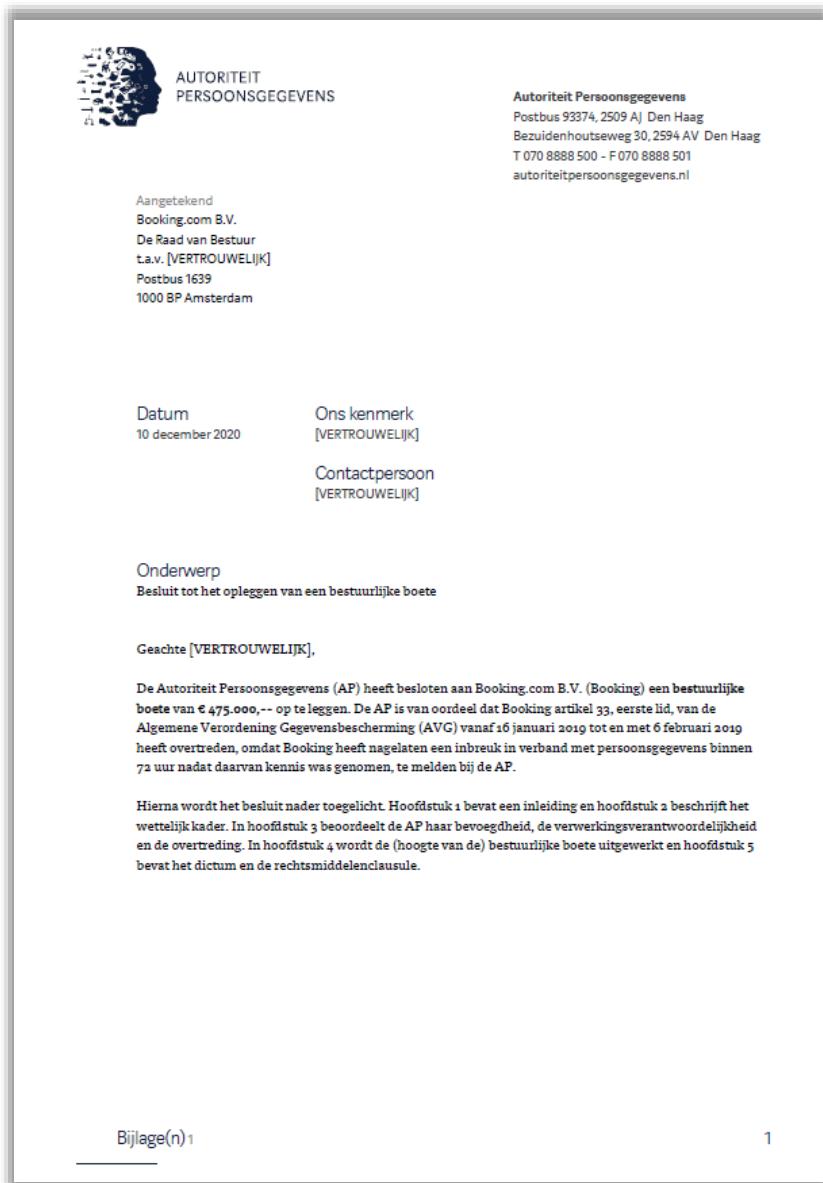 AUTORITEIT
PERSOONSGEGEVENS
Autoriteit Persoonsgegevens
Postbus 93374, 2509 AJ Den Haag
Bezuidenhoutseweg 30, 2594 AV Den Haag
T 070 8888 500 - F 070 8888 501
autoriteitpersoonsgegevens.nl
Aangetekend
Booking.com B.V.
De Raad van Bestuur
t.a.v. [VERTROUWELIJK]
Postbus 1639
1000 BP Amsterdam
Datum
10 december 2020
Ons kenmerk
[VERTROUWELIJK]
Contactpersoon
[VERTROUWELIJK]
Onderwerp
Besluit tot het opleggen van een bestuurlijke boete
Geachte [VERTROUWELIJK],
De Autoriteit Persoonsgegevens (AP) heeft besloten aan Booking.com B.V. (Booking) een bestuurlijke
boete van € 475.000,-- op te leggen. De AP is van oordeel dat Booking artikel 33, eerste lid, van de
Algemene Verordening Gegevensbescherming (AVG) vanaf 16 januari 2019 tot en met 6 februari 2019
heeft overtreden, omdat Booking heeft nagelaten een inbreuk in verband met persoonsgegevens binnen
72 uur nadat daarvan kennis was genomen, te melden bij de AP.
Hierna wordt het besluit nader toegelicht. Hoofdstuk 1 bevat een inleiding en hoofdstuk 2 beschrijft het
wettelijk kader. In hoofdstuk 3 beoordeelt de AP haar bevoegdheid, de verwerkingsverantwoordelijkheid
en de overtreding. In hoofdstuk 4 wordt de (hoogte van de) bestuurlijke boete uitgewerkt en hoofdstuk 5
bevat het dictum en de rechtsmiddelenclausule.
Bijlage(n) 1
1